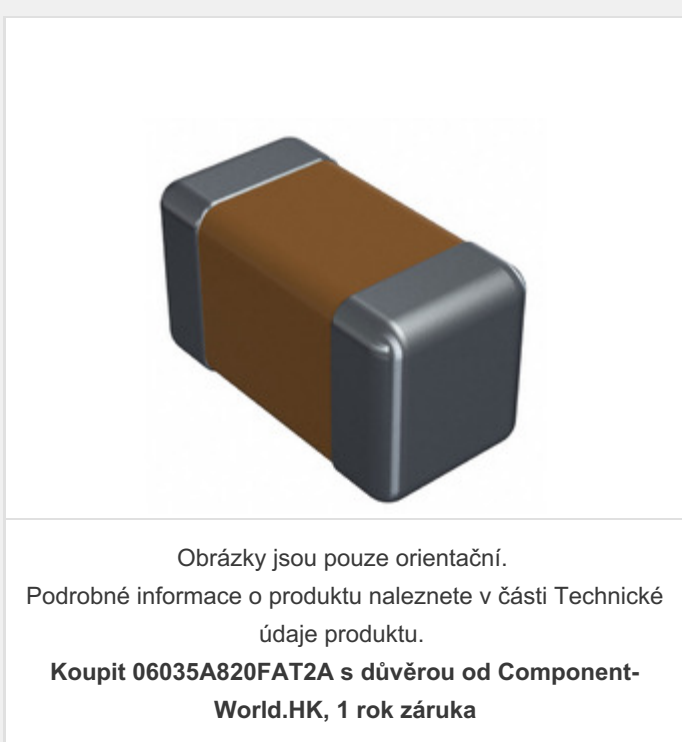 Obrázky jsou pouze orientační.
Podrobné informace o produktu naleznete v části Technické
údaje produktu.
Koupit 06035A820FAT2A s důvěrou od Component-
World.HK, 1 rok záruka